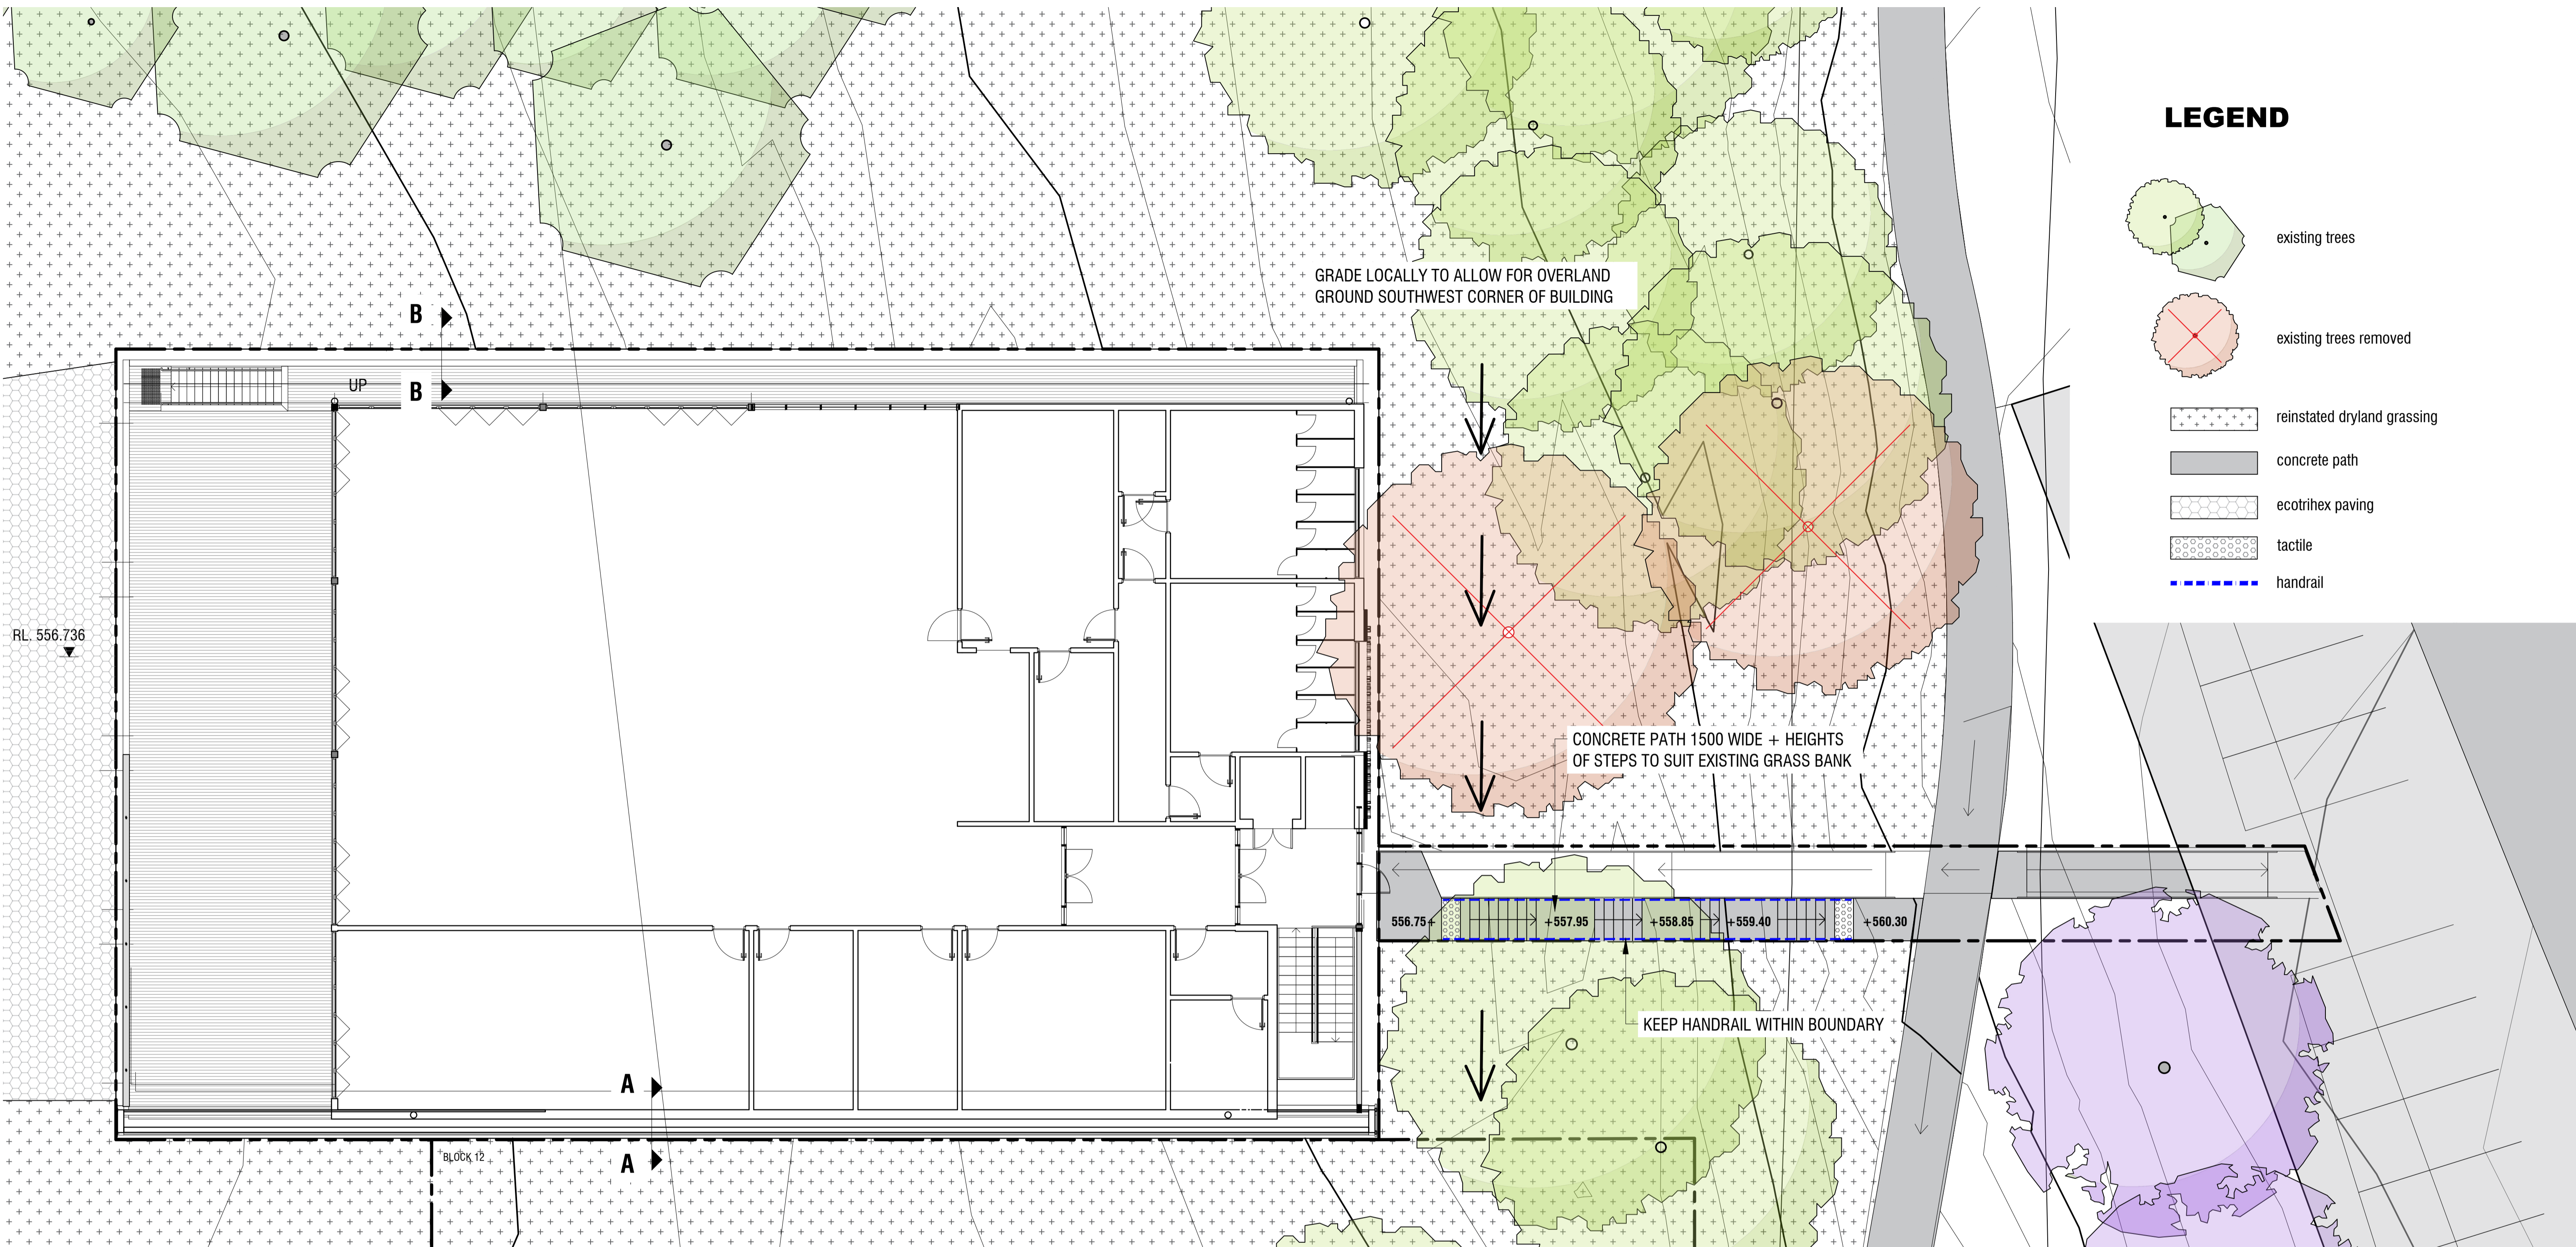 LEGEND
existing trees
existing trees removed
reinstated dryland grassing
concrete path
ecotrihex paving
tactile
handrail
GRADE LOCALLY TO ALLOW FOR OVERLAND
GROUND SOUTHWEST CORNER OF BUILDING
B
B
UP
RL. 556.736
CONCRETE PATH 1500 WIDE + HEIGHTS
OF STEPS TO SUIT EXISTING GRASS BANK
556.75+ +557.95 +558.85 +559.40 +560.30
KEEP HANDRAIL WITHIN BOUNDARY
A
A
BLOCK 12